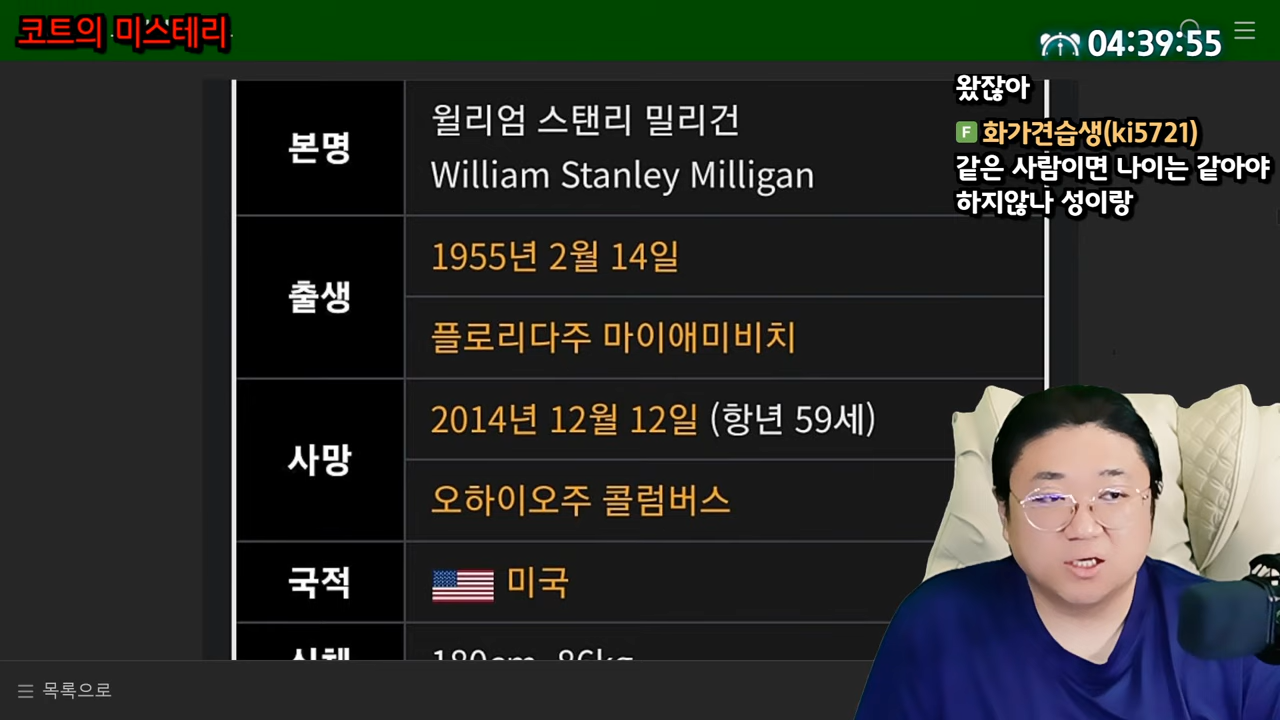 코트의 미스테리
04:39:55
왔잖아
F 화가견습생(ki5721)
같은 사람이면 나이는 같아야
하지않나 성이랑
본명
윌리엄 스탠리 밀리건
William Stanley Milligan
출생
1955년 2월 14일
플로리다주 마이애미비치
사망
2014년 12월 12일 (항년 59세)
오하이오주 콜럼버스
국적
미국
신체
180cm, 86kg
목록으로